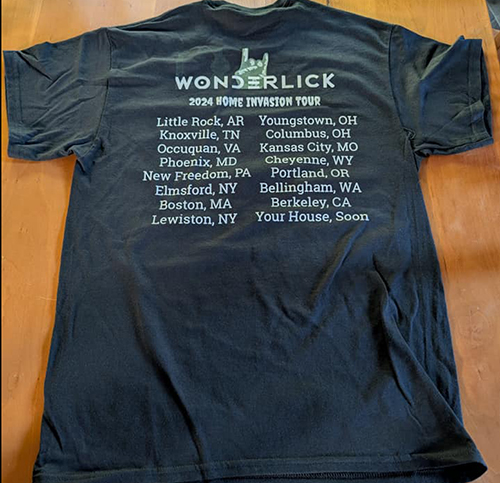 WONDERLICK
2024 HOME INVASION TOUR
Little Rock, AR
Knoxville, TN
Occuquan, VA
Phoenix, MD
New Freedom, PA
Elmsford, NY
Boston, MA
Lewiston, NY
Youngstown, OH
Columbus, OH
Kansas City, MO
Cheyenne, WY
Portland, OR
Bellingham, WA
Berkeley, CA
Your House, Soon